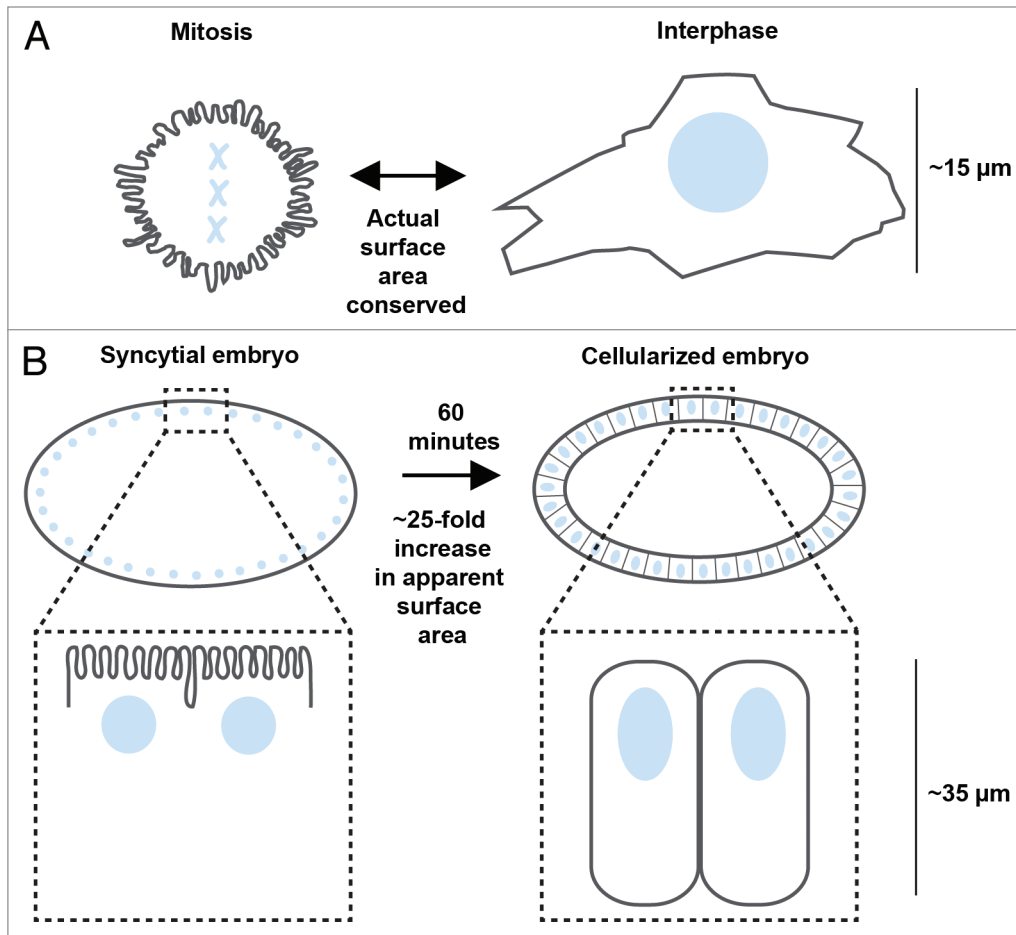 A
Mitosis
Interphase
Actual
surface
area
conserved
~15 µm
B
Syncytial embryo
Cellularized embryo
60
minutes
~25-fold
increase
in apparent
surface
area
~35 µm